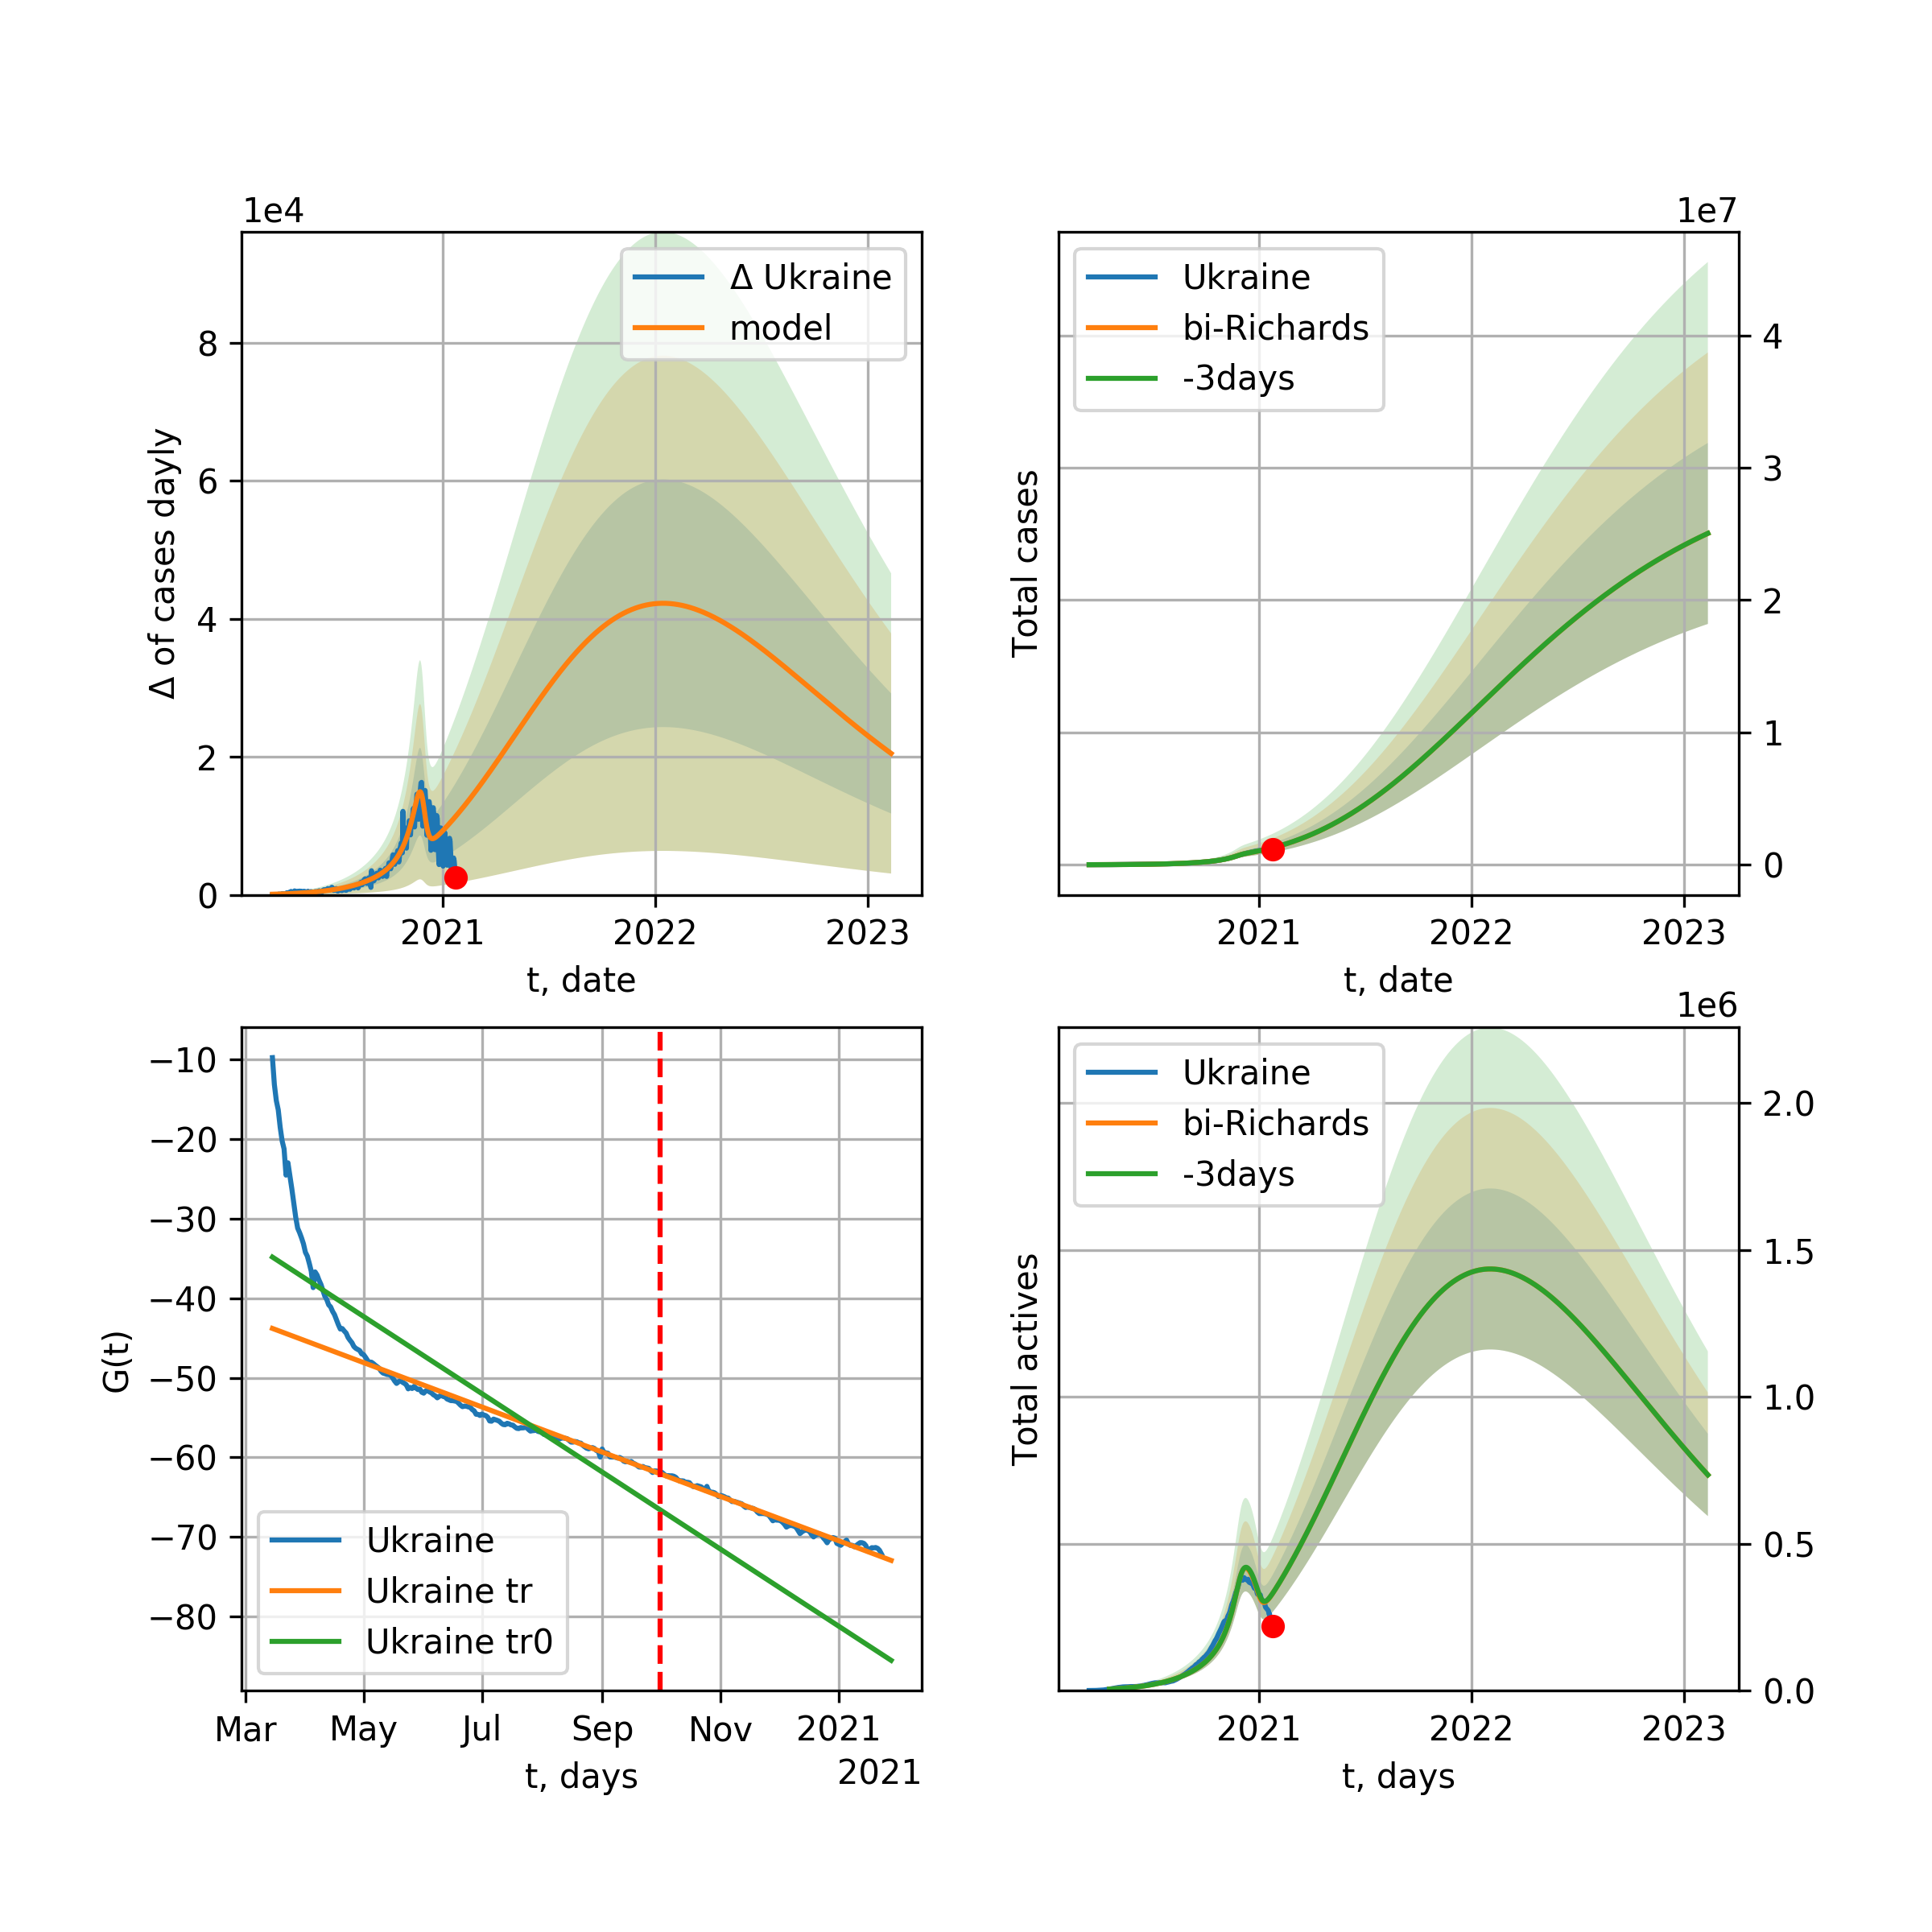 1e4
Δ Ukraine
model
8
6
4
2
0
Δ of cases dayly
2021 2022 2023
t, date
1e7
Ukraine
bi-Richards
-3days
4
3
2
1
0
Total cases
2021 2022 2023
t, date
−10
−20
−30
−40
−50
−60
−70
−80
G(t)
Ukraine
Ukraine tr
Ukraine tr0
Mar May Jul Sep Nov 2021
t, days
2021
1e6
Ukraine
bi-Richards
-3days
2.0
1.5
1.0
0.5
0.0
Total actives
2021 2022 2023
t, days